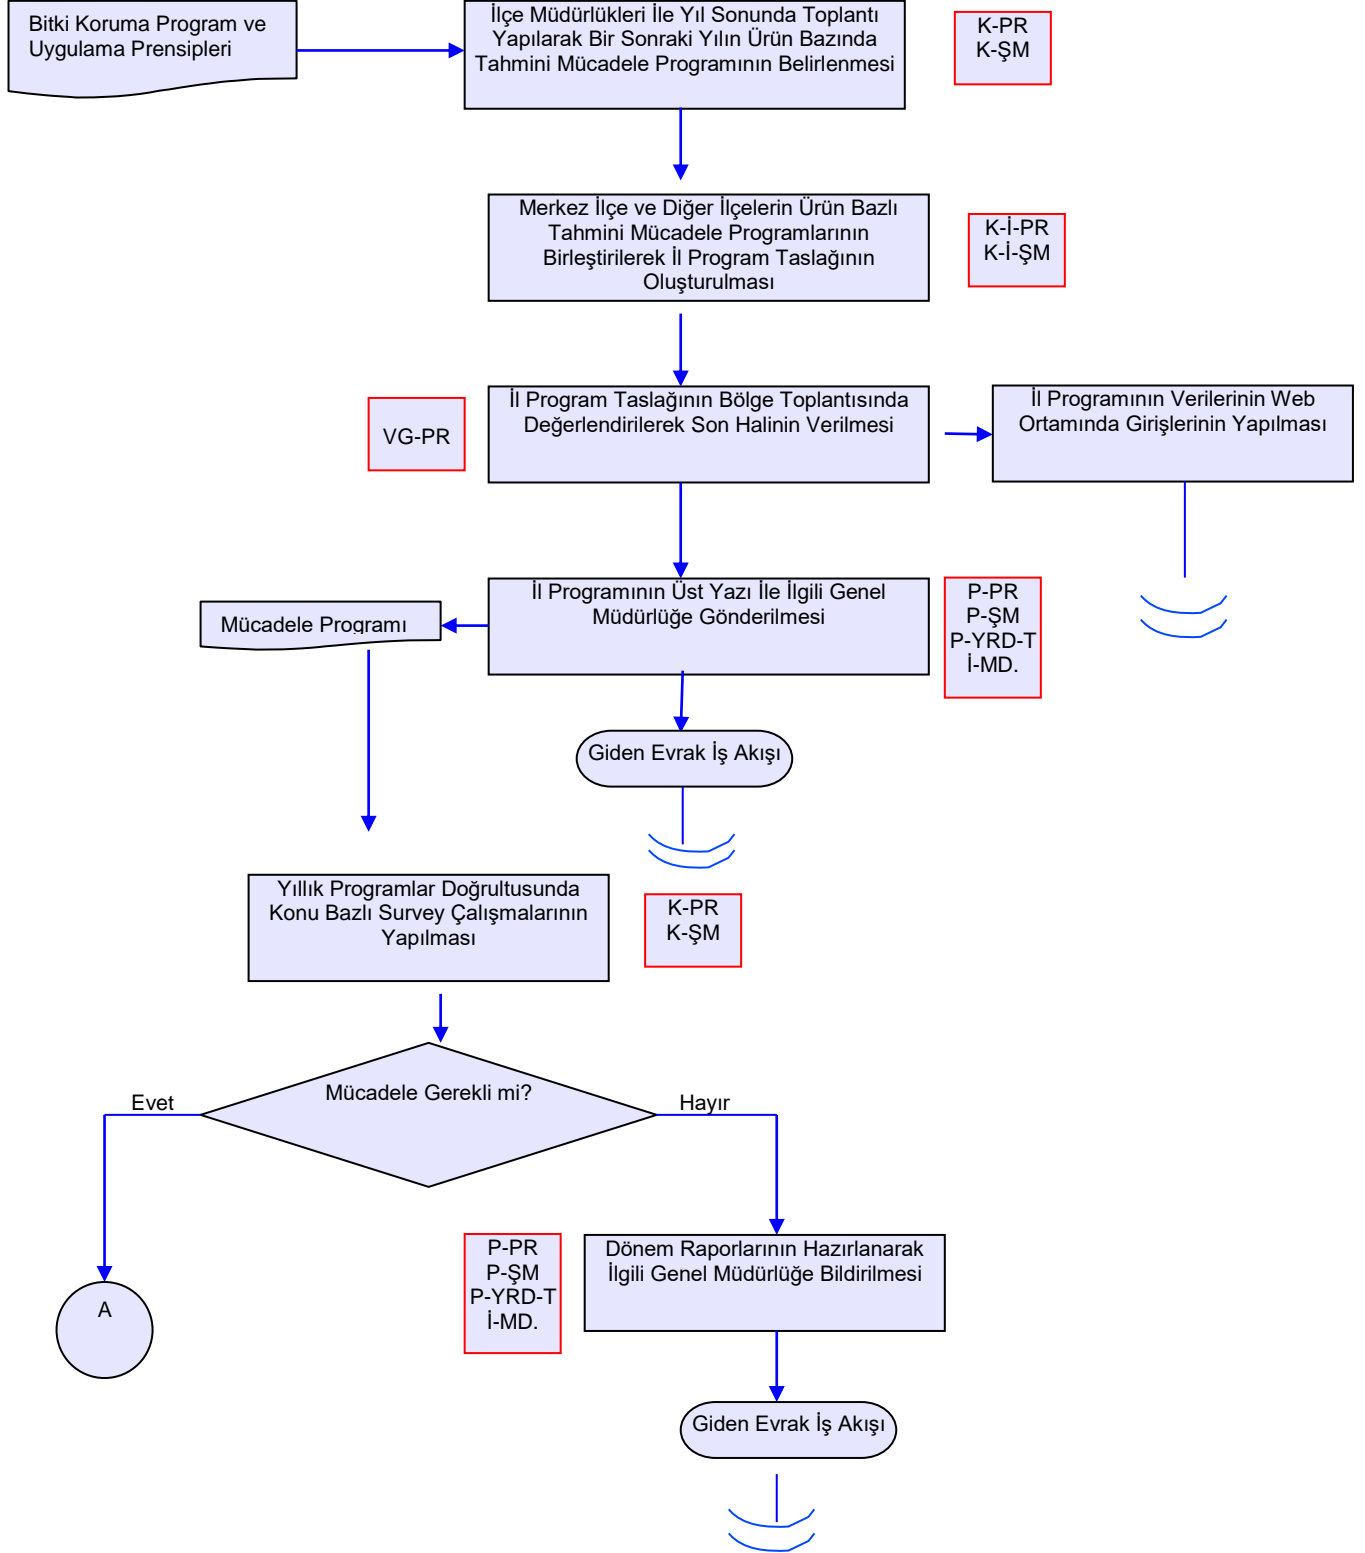 Bitki Koruma Program ve
Uygulama Prensipleri
İlçe Müdürlükleri İle Yıl Sonunda Toplantı
Yapılarak Bir Sonraki Yılın Ürün Bazında
Tahmini Mücadele Programının Belirlenmesi
K-PR
K-ŞM
Merkez İlçe ve Diğer İlçelerin Ürün Bazlı
Tahmini Mücadele Programlarının
Birleştirilerek İl Program Taslağının
Oluşturulması
K-İ-PR
K-İ-ŞM
VG-PR
İl Program Taslağının Bölge Toplantısında
Değerlendirilerek Son Halinin Verilmesi
İl Programının Verilerinin Web
Ortamında Girişlerinin Yapılması
Mücadele Programı
İl Programının Üst Yazı İle İlgili Genel
Müdürlüğe Gönderilmesi
P-PR
P-ŞM
P-YRD-T
İ-MD.
Giden Evrak İş Akışı
Yıllık Programlar Doğrultusunda
Konu Bazlı Survey Çalışmalarının
Yapılması
K-PR
K-ŞM
Mücadele Gerekli mi?
Evet
Hayır
A
P-PR
P-ŞM
P-YRD-T
İ-MD.
Dönem Raporlarının Hazırlanarak
İlgili Genel Müdürlüğe Bildirilmesi
Giden Evrak İş Akışı